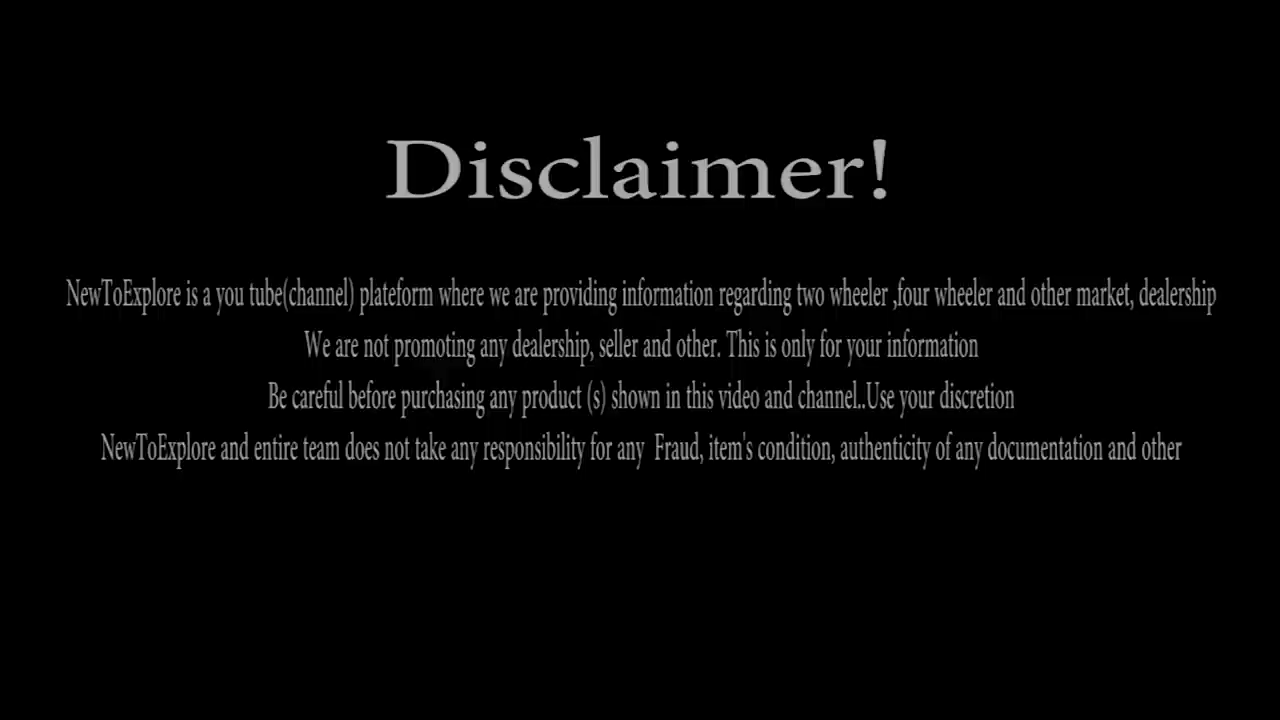 Disclaimer!
NewToExplore is a you tube(channel) plateform where we are providing information regarding two wheeler ,four wheeler and other market, dealership
We are not promoting any dealership, seller and other. This is only for your information
Be careful before purchasing any product (s) shown in this video and channel..Use your discretion
NewToExplore and entire team does not take any responsibility for any  Fraud, item's condition, authenticity of any documentation and other